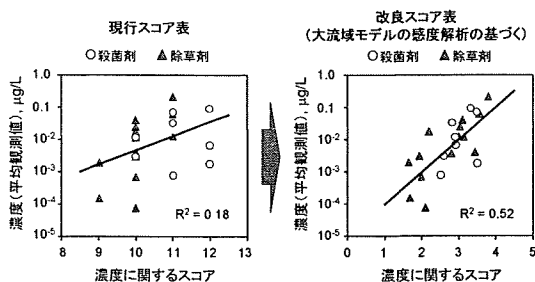 現行スコア表
○殺菌剤 ▲除草剤
濃度(平均観測値), μg/L
1.0
0.1
10-2
10-3
10-4
10-5
R2 = 0 18
8 9 10 11 12 13
濃度に関するスコア
改良スコア表
(大流域モデルの感度解析の基づく)
○殺菌剤 ▲除草剤
濃度(平均観測値), μg/L
1.0
0.1
10-2
10-3
10-4
10-5
R2 = 0.52
0 1 2 3 4 5
濃度に関するスコア